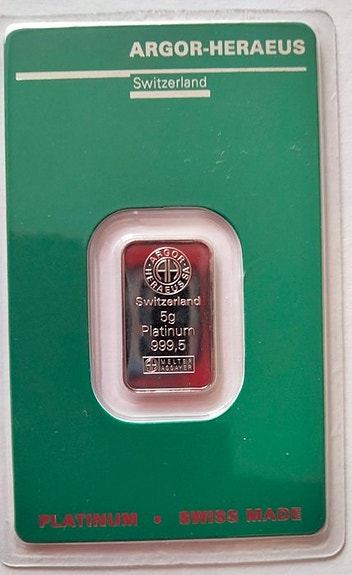 ARGOR-HERAEUS
Switzerland
ARGOR
HERAEUS SA
Switzerland
5g
Platinum
999,5
MELTER
ASSAYER
PLATINUM • SWISS MADE